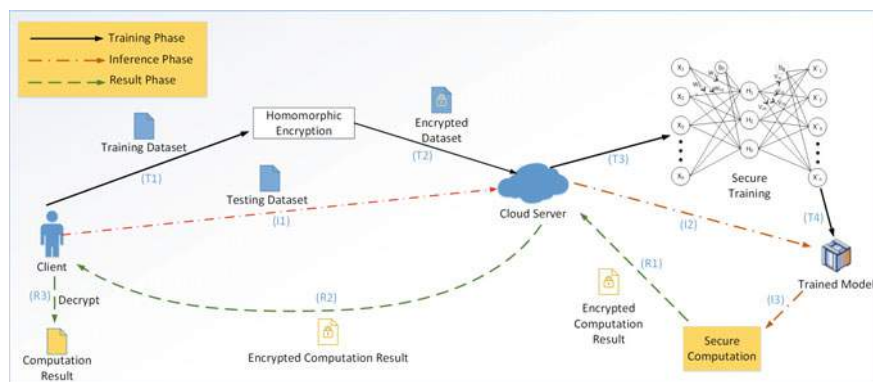 Training Phase
Inference Phase
Result Phase
Training Dataset
(T1)
Homomorphic
Encryption
(T2)
Encrypted
Dataset
Testing Dataset
(I1)
Cloud Server
(T3)
Secure
Training
(T4)
Client
(R3)
Decrypt
Computation
Result
(R2)
Encrypted Computation Result
(R1)
Encrypted
Computation
Result
(I2)
Trained Model
(I3)
Secure
Computation